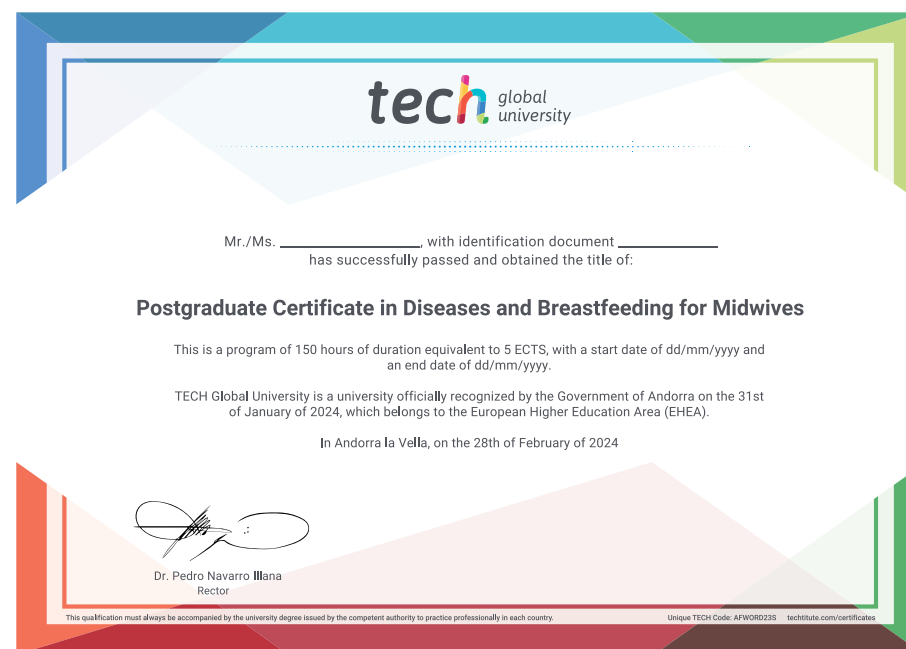 tech global
university
Mr./Ms. ____________, with identification document ____________
has successfully passed and obtained the title of:
Postgraduate Certificate in Diseases and Breastfeeding for Midwives
This is a program of 150 hours of duration equivalent to 5 ECTS, with a start date of dd/mm/yyyy and
an end date of dd/mm/yyyy.
TECH Global University is a university officially recognized by the Government of Andorra on the 31st
of January of 2024, which belongs to the European Higher Education Area (EHEA).
In Andorra la Vella, on the 28th of February of 2024
Dr. Pedro Navarro Illana
Rector
This qualification must always be accompanied by the university degree issued by the competent authority to practice professionally in each country. Unique TECH Code: AFWORD23S techtitute.com/certificates